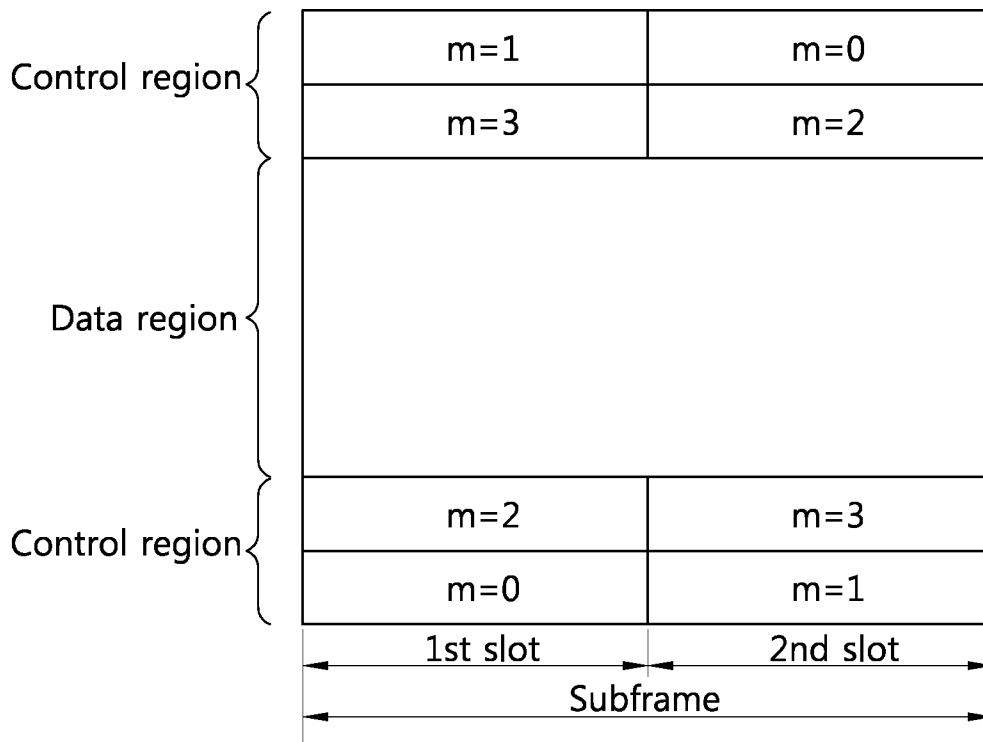 m=1 m=0
Control region
m=3 m=2
Data region
m=2 m=3
Control region
m=0 m=1
1st slot 2nd slot
Subframe